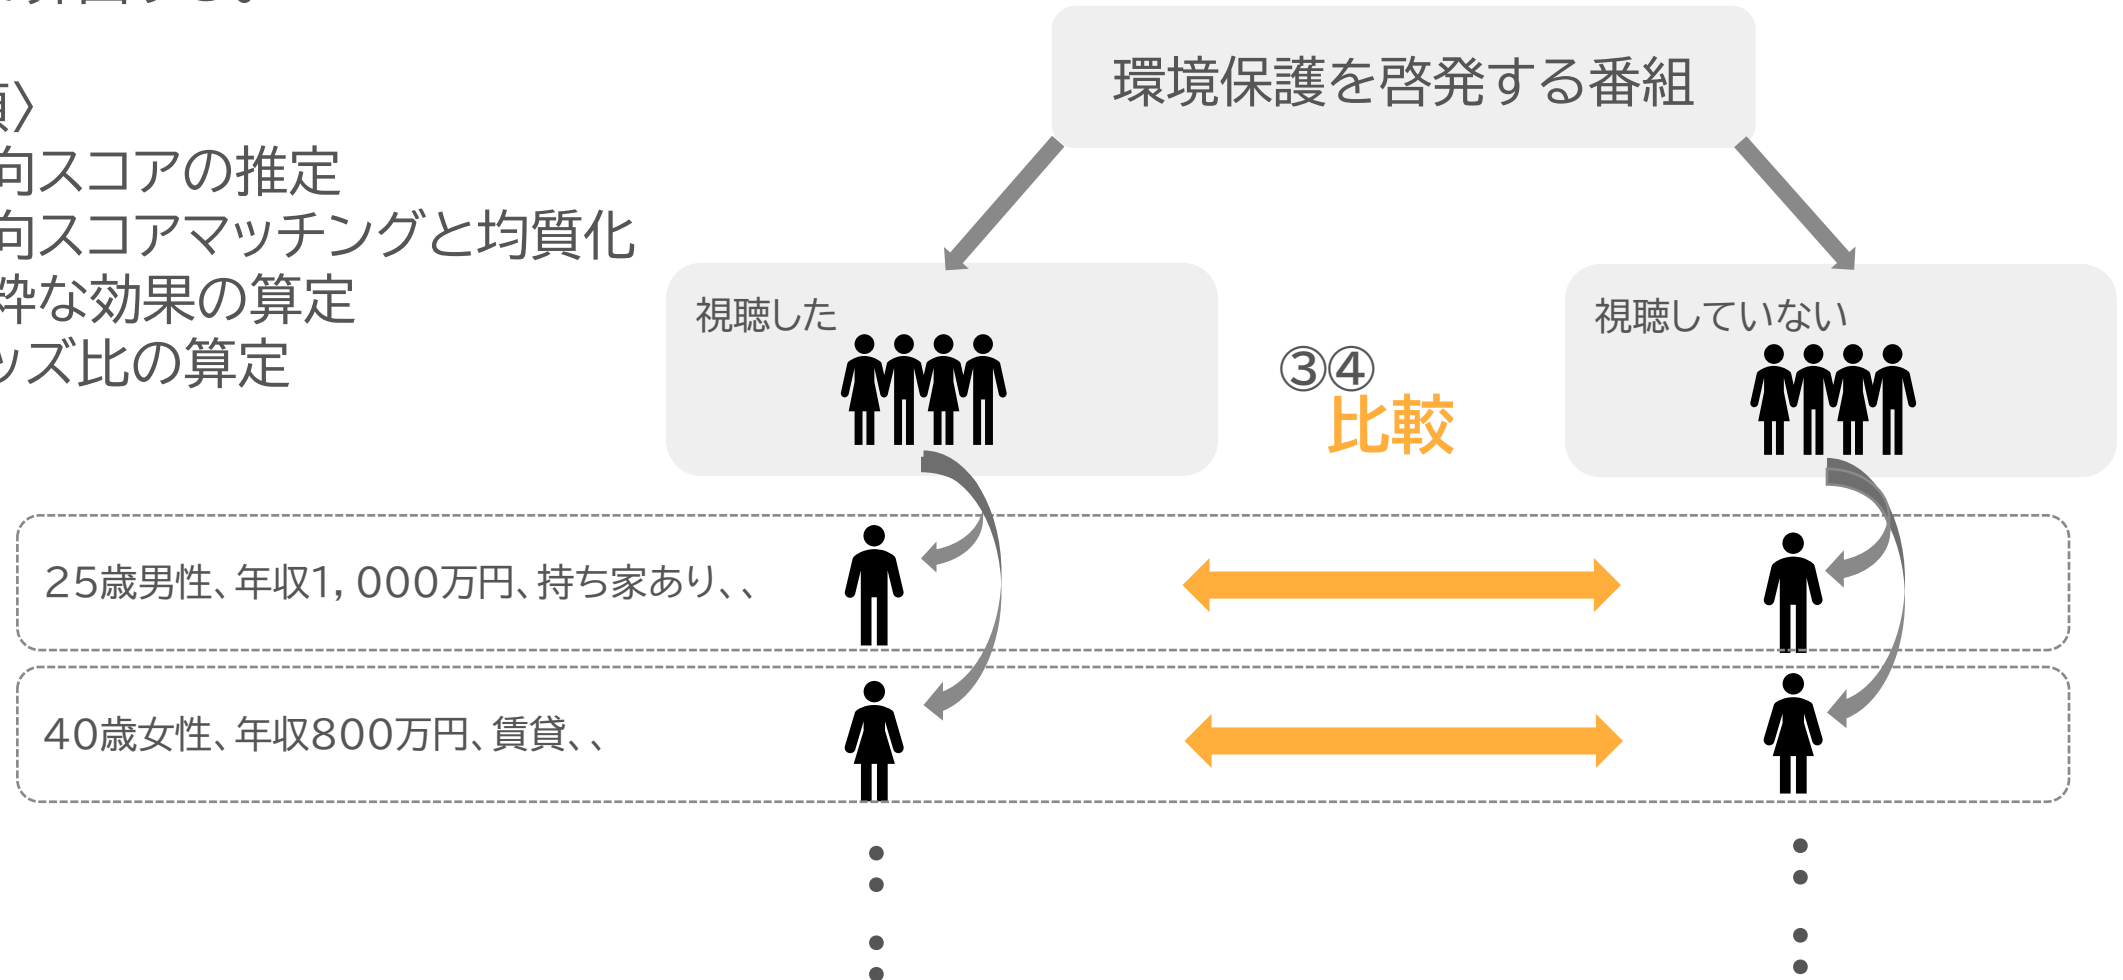 環境保護を啓発する番組
〉
向スコアの推定
向スコアマッチングと均質化
粋な効果の算定
ッズ比の算定
視聴した
視聴していない
③④
比較
25歳男性、年収1，000万円、持ち家あり、、
40歳女性、年収800万円、賃貸、、